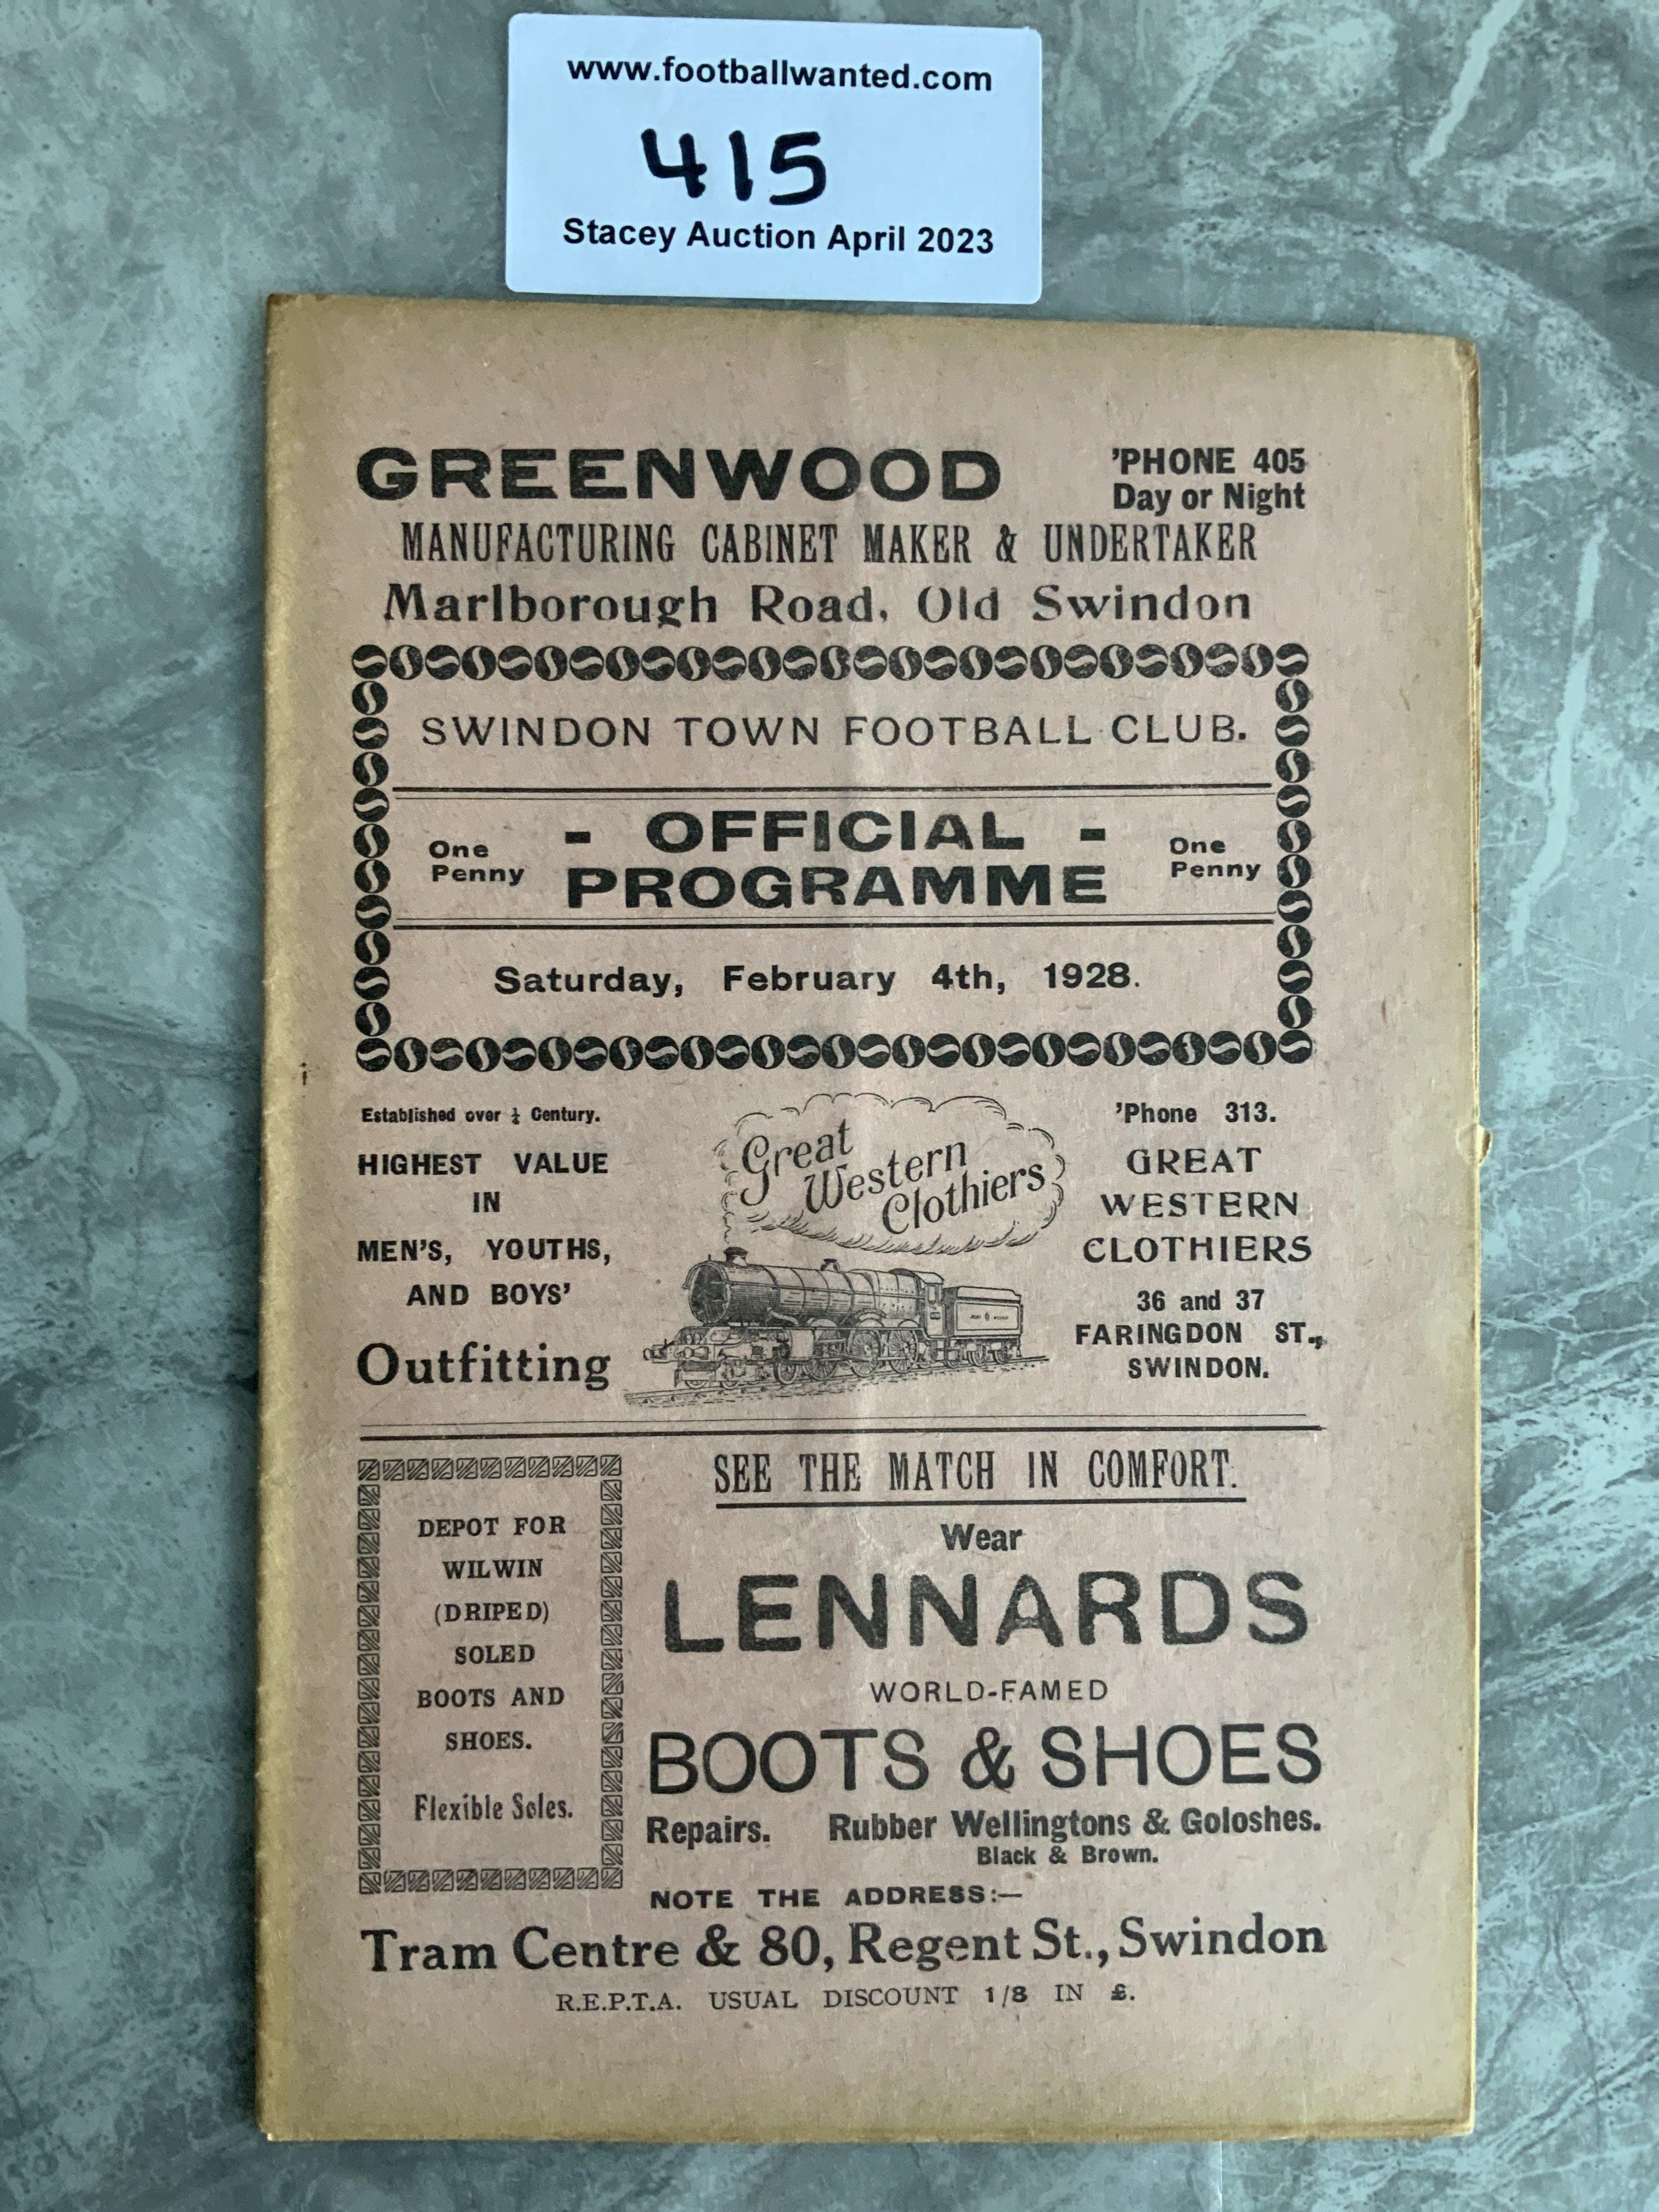 www.footballwanted.com
415
Stacey Auction April 2023
GREENWOOD
'PHONE 405
Day or Night
MANUFACTURING CABINET MAKER & UNDERTAKER
Marlborough Road, Old Swindon
SWINDON TOWN FOOTBALL CLUB.
One Penny
- OFFICIAL -
PROGRAMME
One Penny
Saturday, February 4th, 1928.
Established over ½ Century.
HIGHEST VALUE
IN
MEN'S, YOUTHS,
AND BOYS'
Outfitting
Great
Western
Clothiers
'Phone 313.
GREAT
WESTERN
CLOTHIERS
36 and 37
FARINGDON ST.,
SWINDON.
DEPOT FOR
WILWIN
(DRIPED)
SOLED
BOOTS AND
SHOES.
Flexible Soles.
SEE THE MATCH IN COMFORT.
Wear
LENNARDS
WORLD-FAMED
BOOTS & SHOES
Repairs. Rubber Wellingtons & Goloshes.
Black & Brown.
NOTE THE ADDRESS:—
Tram Centre & 80, Regent St., Swindon
R.E.P.T.A. USUAL DISCOUNT 1/8 IN £.